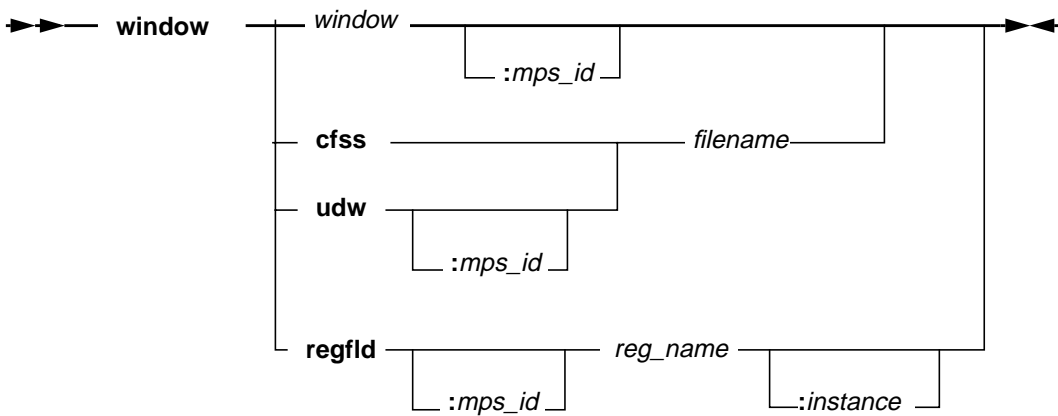 window window
:mps_id
cfss filename
udw
:mps_id
regfld reg_name
:mps_id :instance